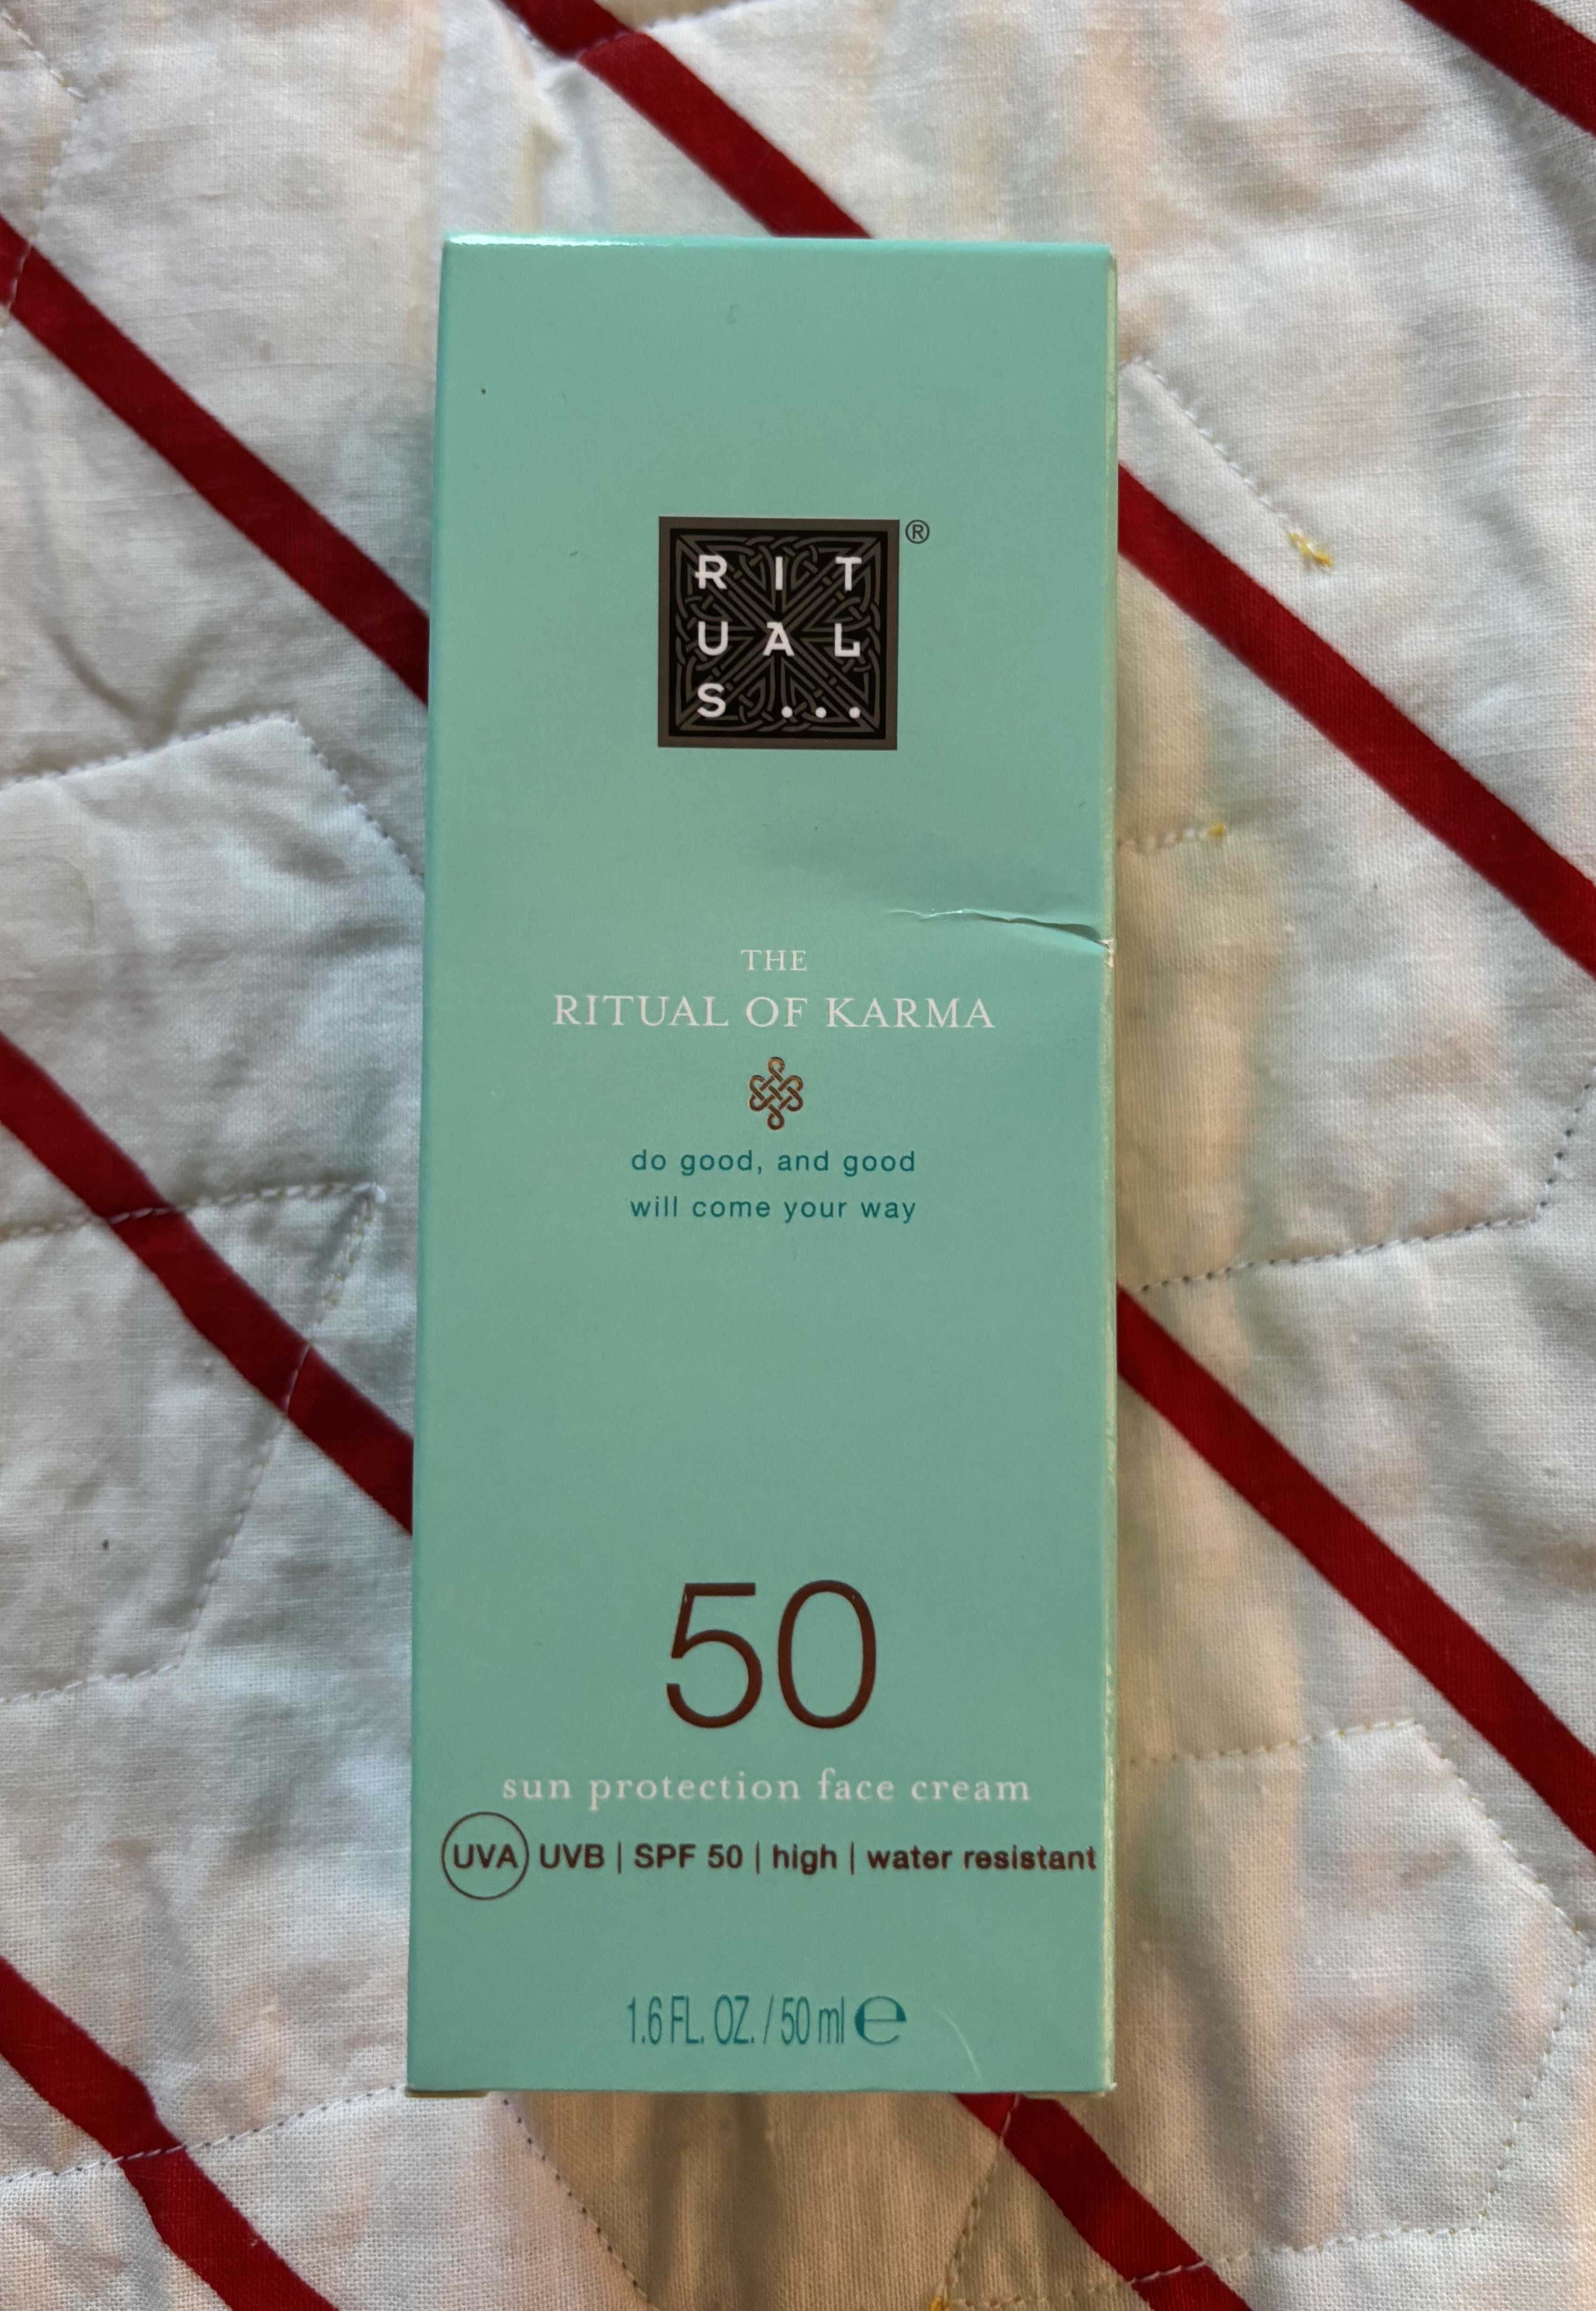 RIT
UAL
S...
®
THE
RITUAL OF KARMA
do good, and good
will come your way
50
sun protection face cream
UVA UVB | SPF 50 | high | water resistant
1.6 FL. OZ. / 50 ml e